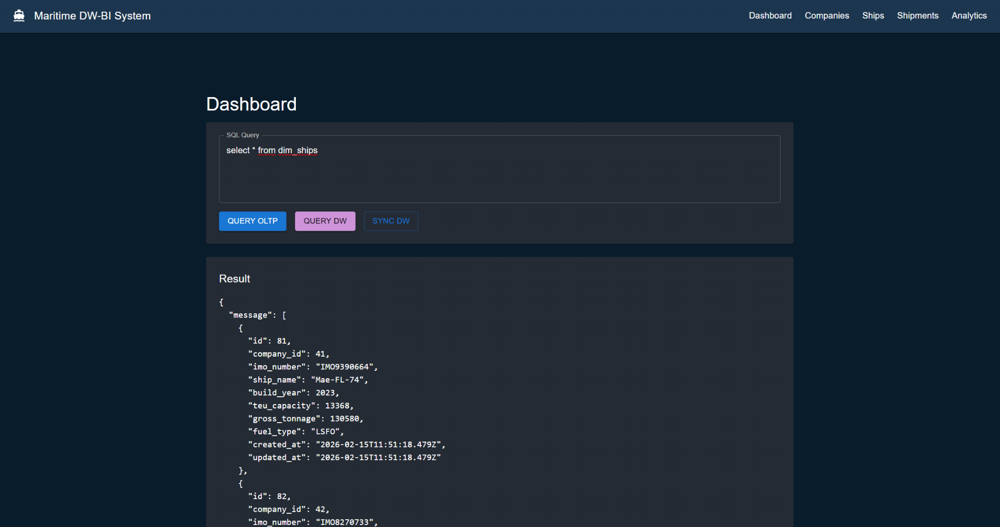 Maritime DW-BI System
Dashboard Companies Ships Shipments Analytics
Dashboard
SQL Query
select * from dim_ships
QUERY OLTP QUERY DW SYNC DW
Result
{
"message": [
{
"id": 81,
"company_id": 41,
"imo_number": "IMO9390664",
"ship_name": "Mae-FL-74",
"build_year": 2023,
"teu_capacity": 13368,
"gross_tonnage": 130580,
"fuel_type": "LSFO",
"created_at": "2026-02-15T11:51:18.479Z",
"updated_at": "2026-02-15T11:51:18.479Z"
},
{
"id": 82,
"company_id": 42,
"imo_number": "IMO8270733",